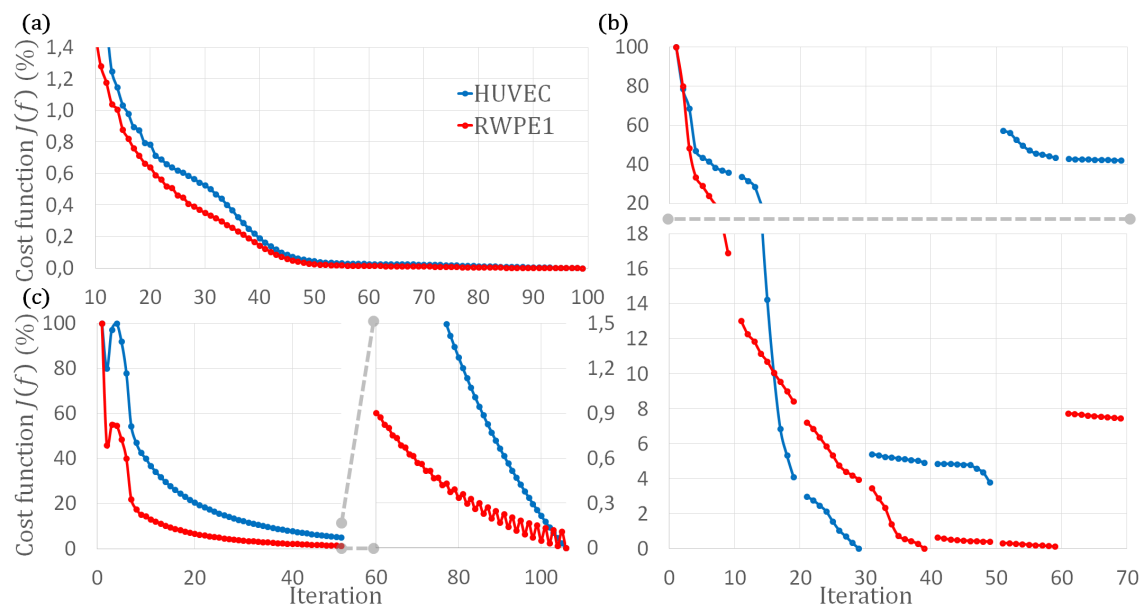 (a)
Cost function J(f) (%)
1,4
1,2
1,0
0,8
0,6
0,4
0,2
0,0
HUVEC
RWPE1
10 20 30 40 50 60 70 80 90 100
(b)
100
80
60
40
20
18
16
14
12
10
8
6
4
2
0
0 10 20 30 40 50 60 70
(c)
Cost function J(f) (%)
100
80
60
40
20
0
1,5
1,2
0,9
0,6
0,3
0
0 20 40 60 80 100
Iteration
Iteration